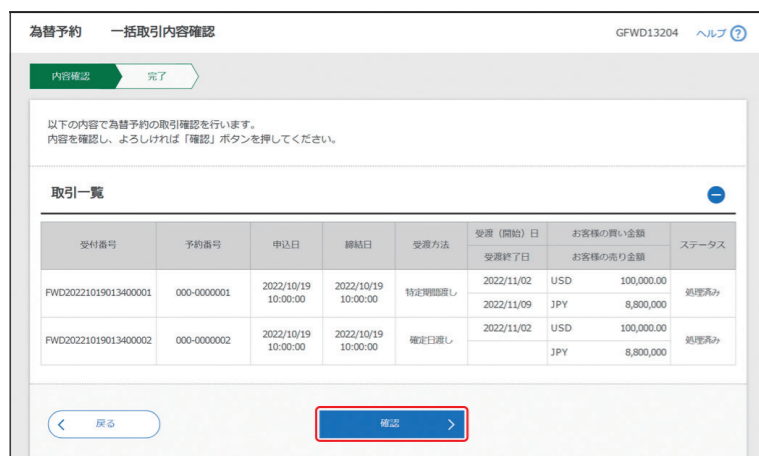 為替予約 一括取引内容確認 GFWD13204 ヘルプ ?
内容確認 完了
以下の内容で為替予約の取引確認を行います。
内容を確認し、よろしければ「確認」ボタンを押してください。
取引一覧
受付番号 予約番号 申込日 締結日 受渡方法 受渡（開始）日 お客様の買い金額 ステータス
受渡終了日 お客様の売り金額
FWD20221019013400001 000-0000001 2022/10/19 10:00:00 2022/10/19 10:00:00 特定期間渡し 2022/11/02 USD 100,000.00 処理済み
2022/11/09 JPY 8,800,000
FWD20221019013400002 000-0000002 2022/10/19 10:00:00 2022/10/19 10:00:00 確定日渡し 2022/11/02 USD 100,000.00 処理済み
JPY 8,800,000
戻る 確認